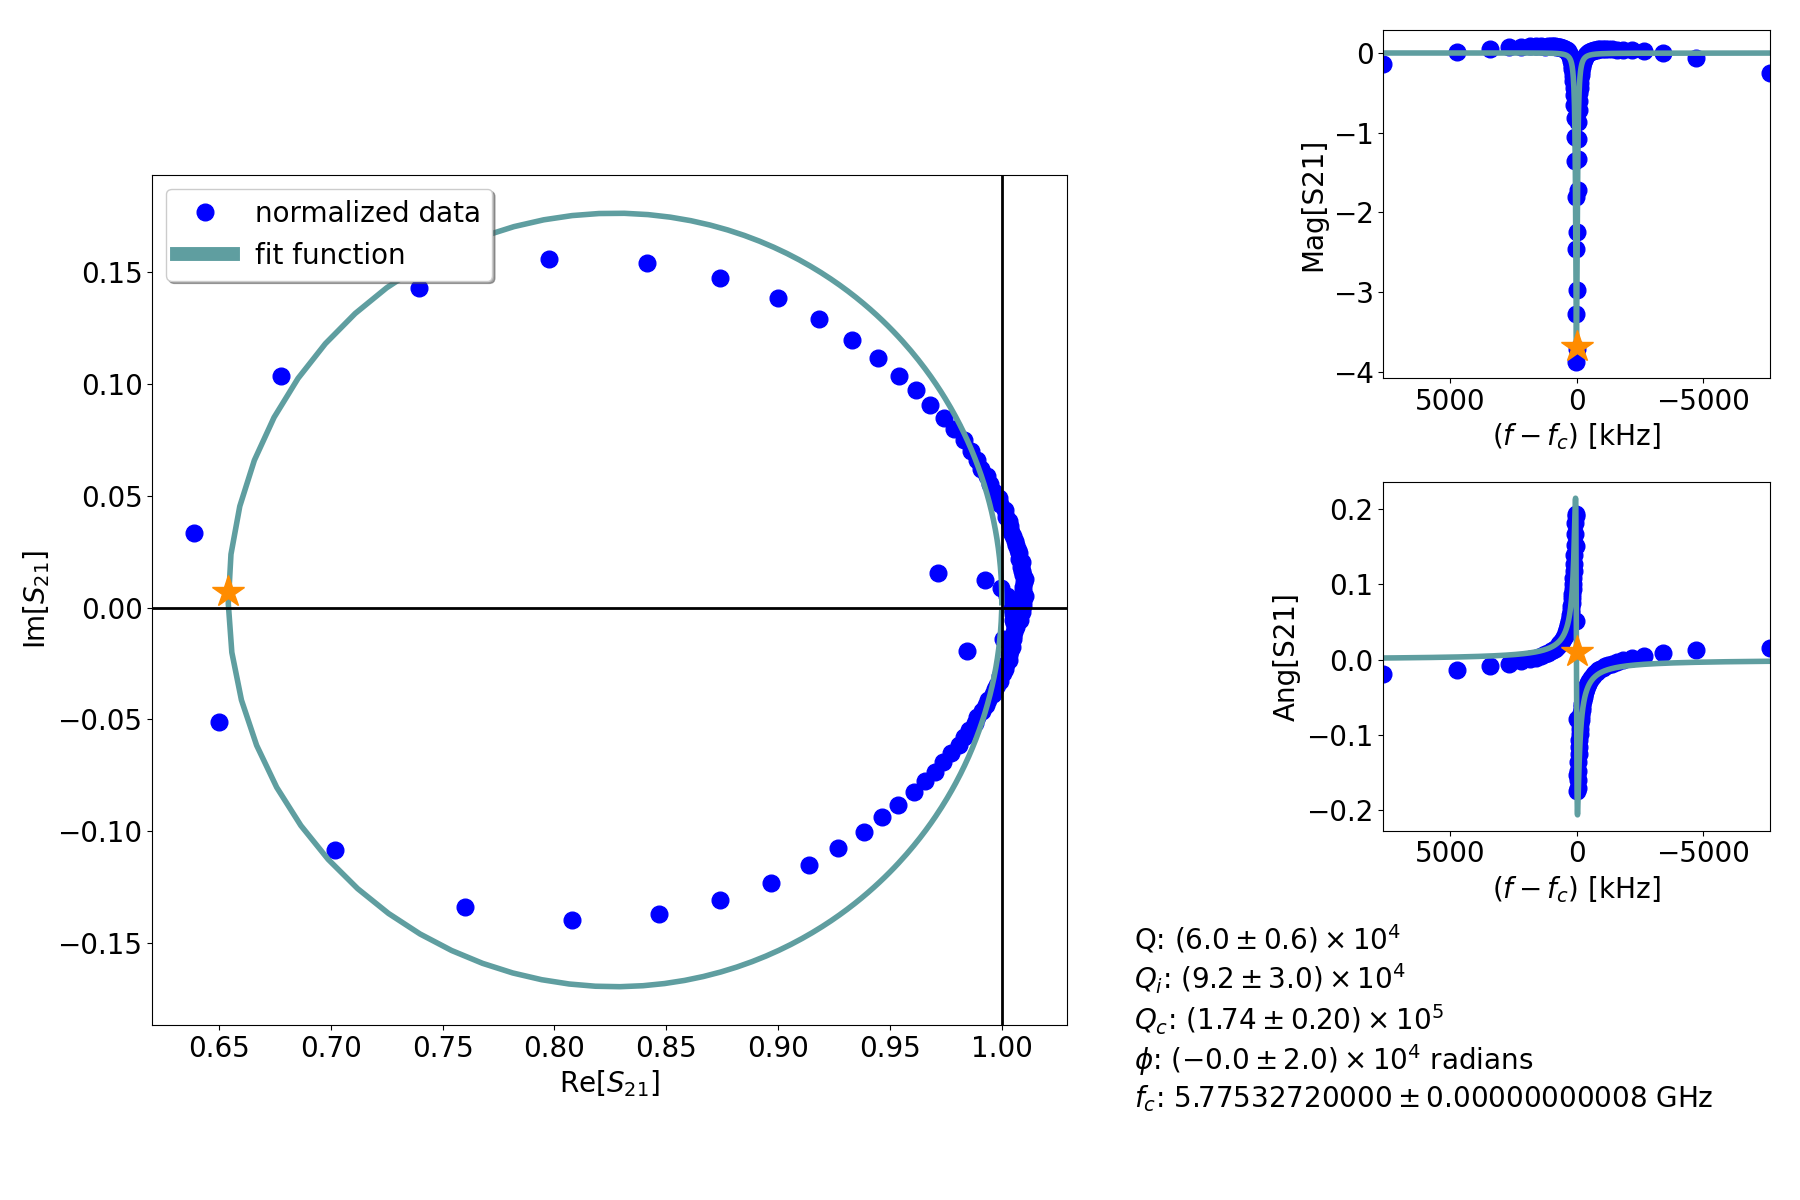 normalized data
fit function
0.15
0.10
0.05
0.00
−0.05
−0.10
−0.15
Im[S21]
0.65 0.70 0.75 0.80 0.85 0.90 0.95 1.00
Re[S21]
0
−1
−2
−3
−4
Mag[S21]
5000 0 −5000
(f − fc) [kHz]
0.2
0.1
0.0
−0.1
−0.2
Ang[S21]
5000 0 −5000
(f − fc) [kHz]
Q: (6.0 ± 0.6) × 10^4
Qi: (9.2 ± 3.0) × 10^4
Qc: (1.74 ± 0.20) × 10^5
ϕ: (−0.0 ± 2.0) × 10^4 radians
fc: 5.77532720000 ± 0.00000000008 GHz